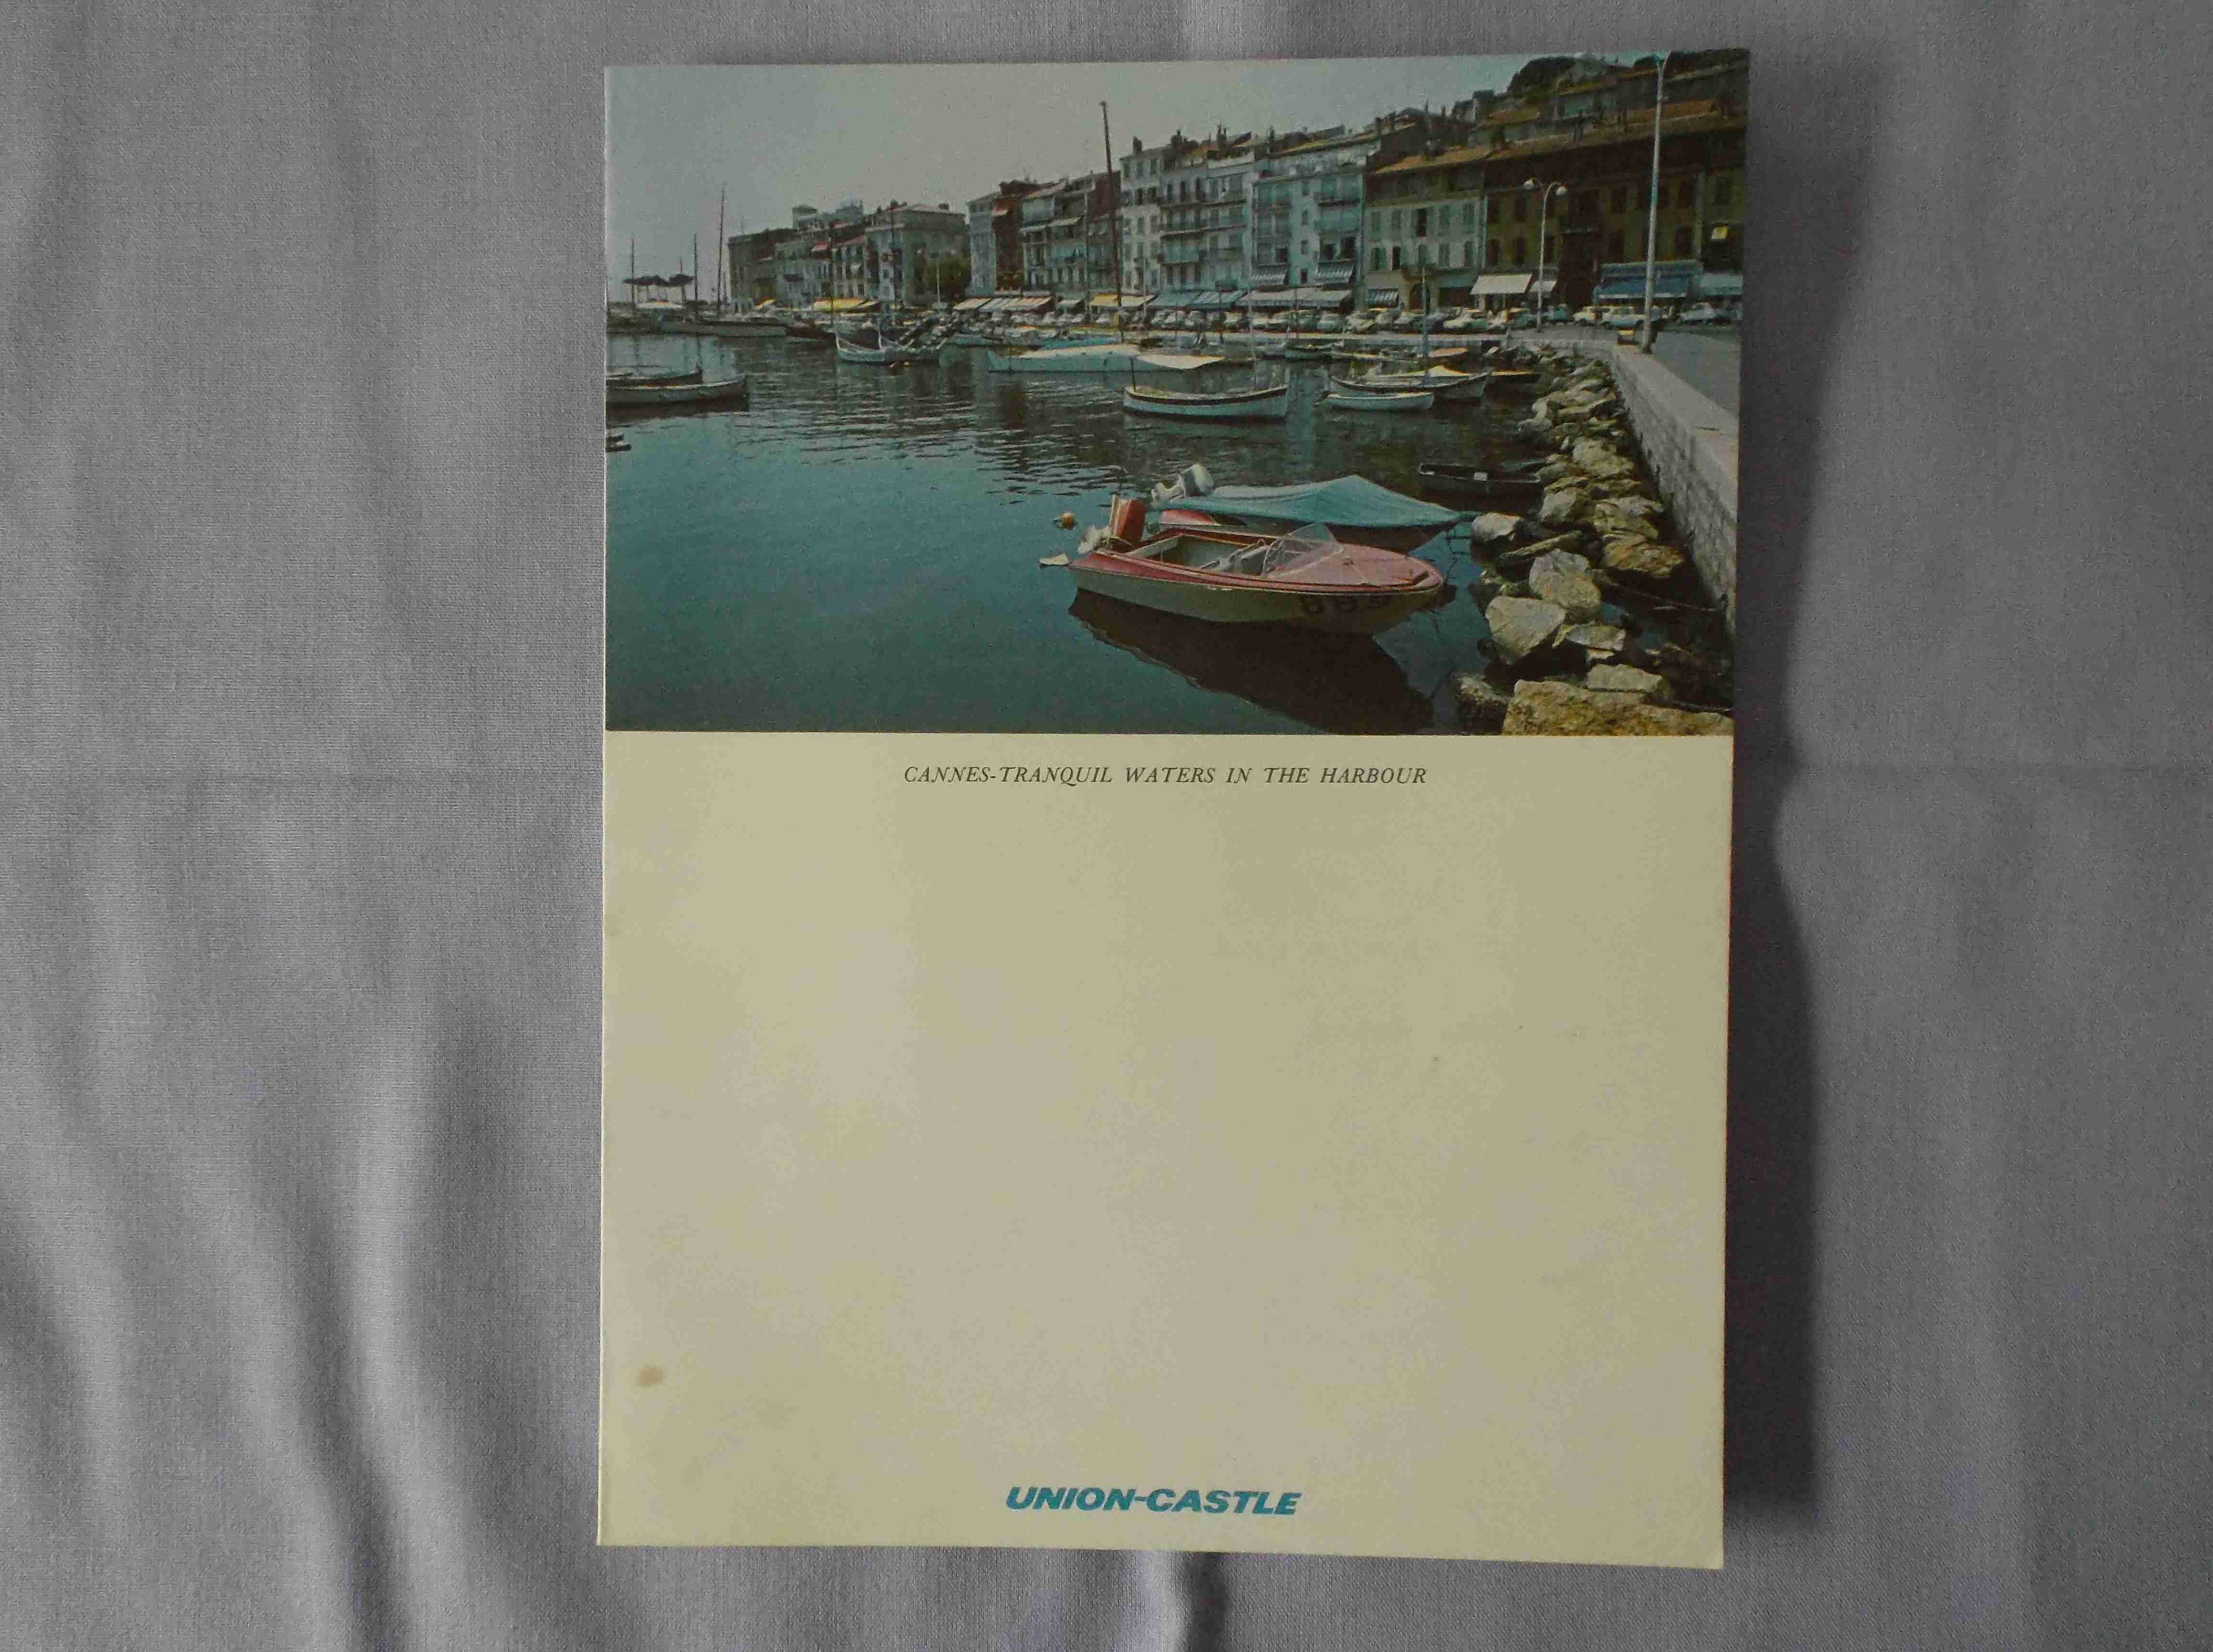 CANNES-TRANQUIL WATERS IN THE HARBOUR
UNION-CASTLE